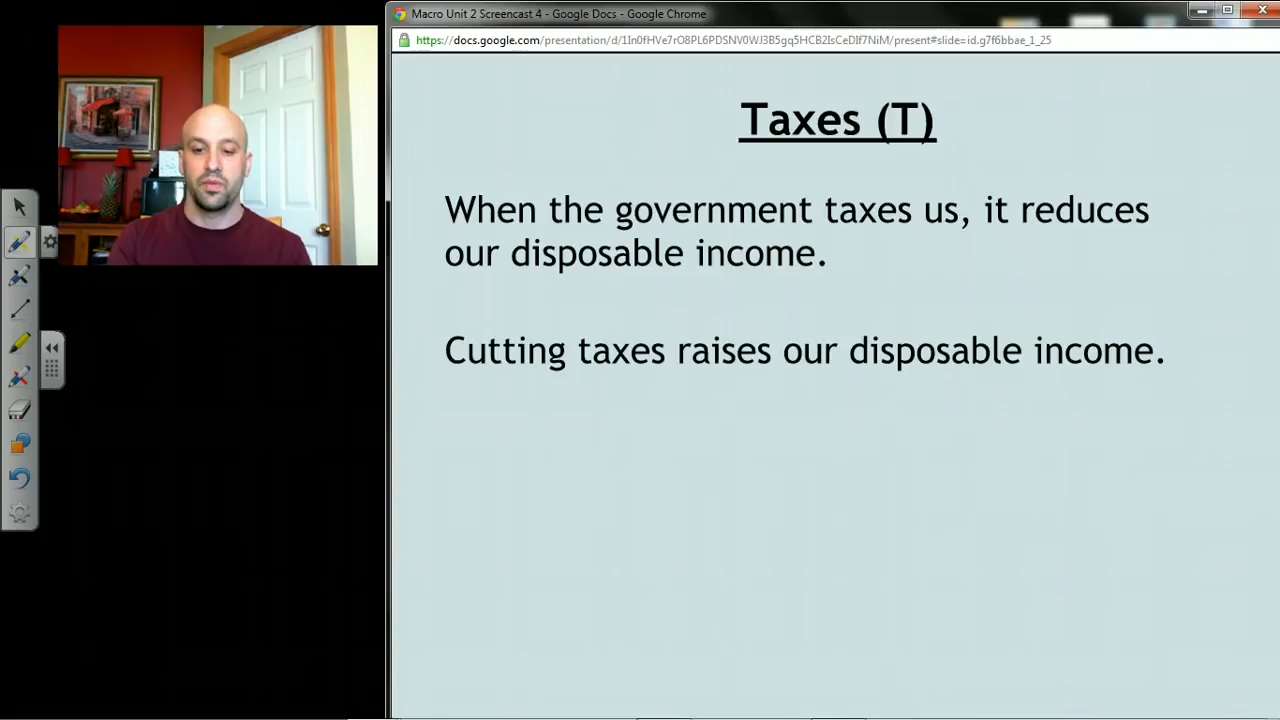 Macro Unit 2 Screencast 4 - Google Docs - Google Chrome
https://docs.google.com/presentation/d/1In0fHVe7rO8PL6PDSNV0WJ3B5gq5HCB2IsCeDIf7NiM/present#slide=id.g7f6bbae_1_25
Taxes (T)
When the government taxes us, it reduces
our disposable income.
Cutting taxes raises our disposable income.